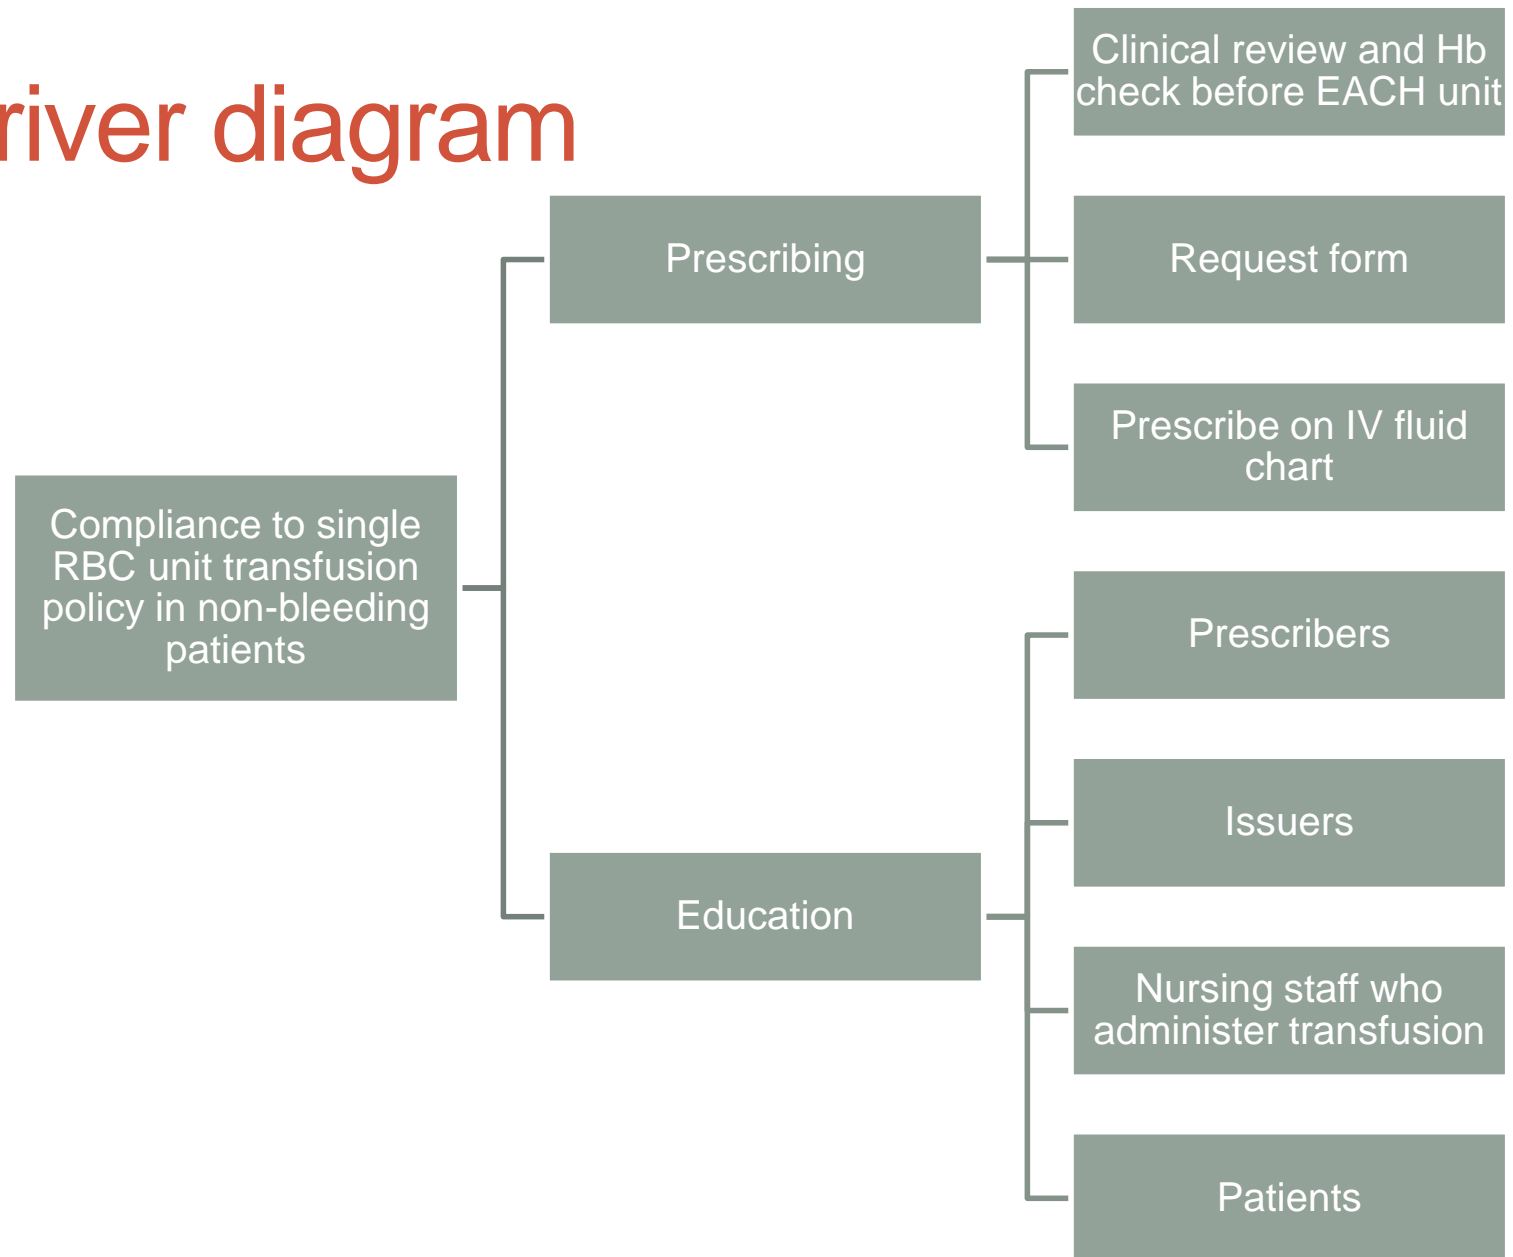 river diagram
Clinical review and Hb
check before EACH unit
Prescribing
Request form
Prescribe on IV fluid
chart
Compliance to single
RBC unit transfusion
policy in non-bleeding
patients
Prescribers
Issuers
Education
Nursing staff who
administer transfusion
Patients